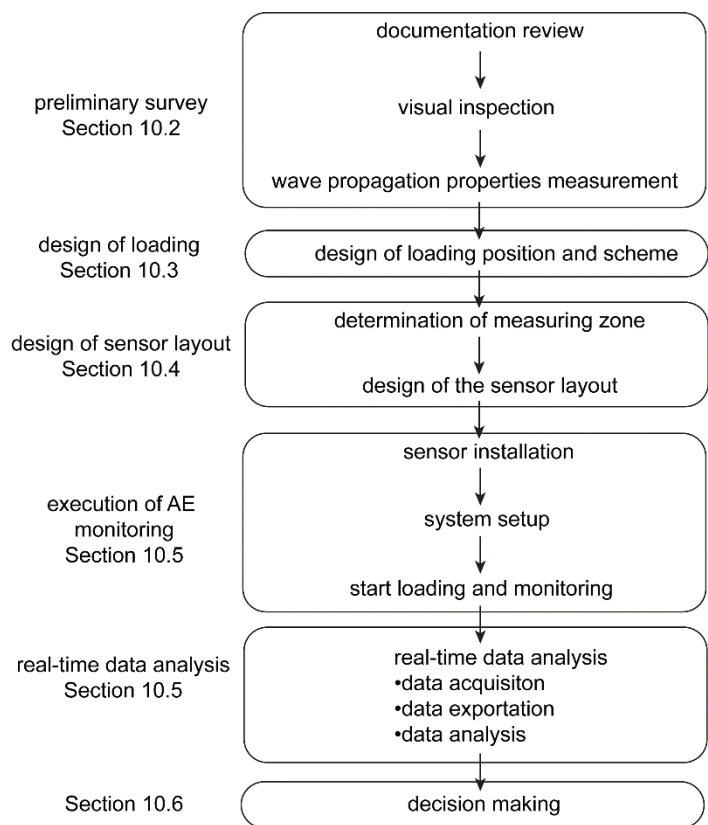 documentation review
preliminary survey
Section 10.2
visual inspection
wave propagation properties measurement
design of loading
Section 10.3
design of loading position and scheme
design of sensor layout
Section 10.4
determination of measuring zone
design of the sensor layout
execution of AE
monitoring
Section 10.5
sensor installation
system setup
start loading and monitoring
real-time data analysis
Section 10.5
real-time data analysis
•data acquisiton
•data exportation
•data analysis
Section 10.6
decision making